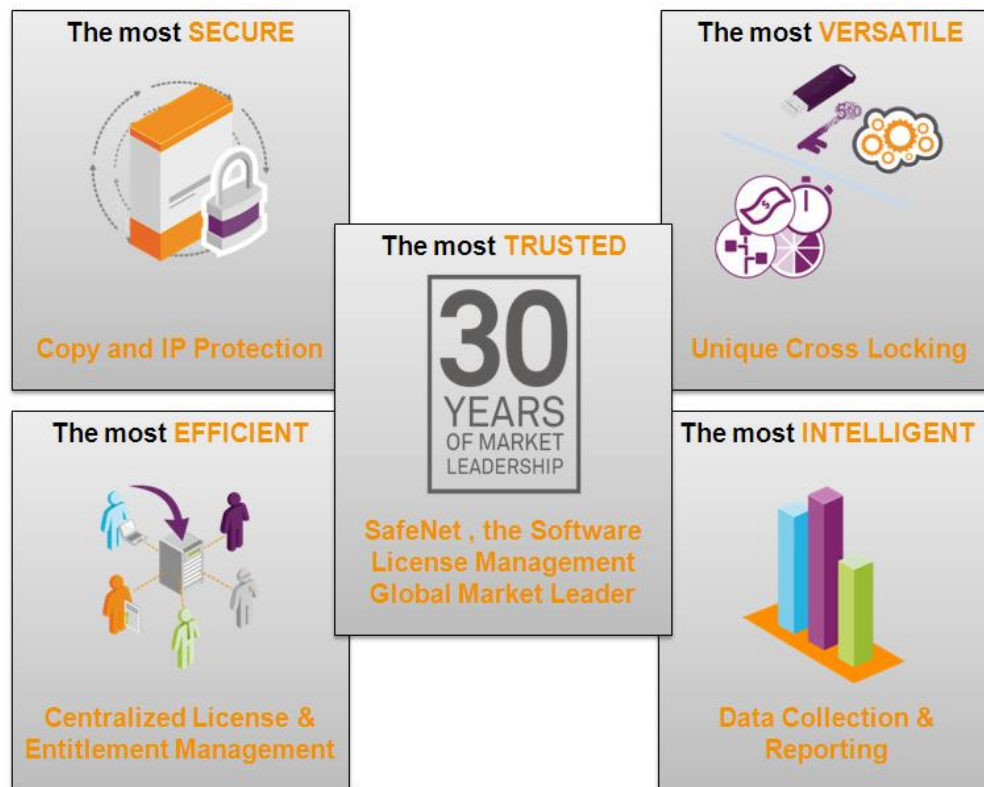 The most SECURE
Copy and IP Protection
The most VERSATILE
Unique Cross Locking
The most TRUSTED
30
YEARS
OF MARKET
LEADERSHIP
SafeNet , the Software
License Management
Global Market Leader
The most EFFICIENT
Centralized License &
Entitlement Management
The most INTELLIGENT
Data Collection &
Reporting